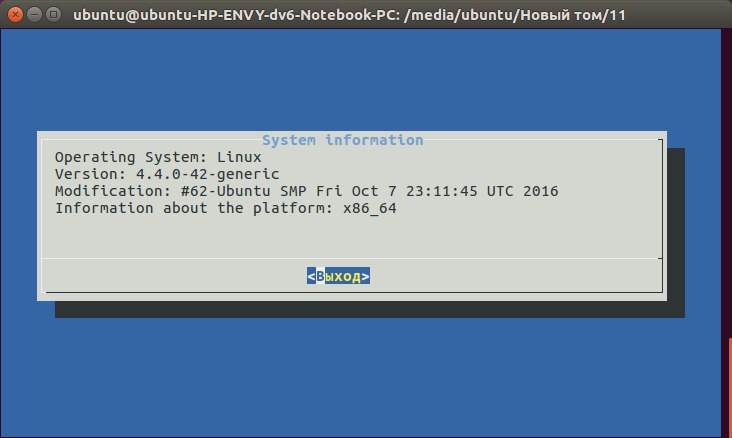 ubuntu@ubuntu-HP-ENVY-dv6-Notebook-PC: /media/ubuntu/Новый том/11
System information
Operating System: Linux
Version: 4.4.0-42-generic
Modification: #62-Ubuntu SMP Fri Oct 7 23:11:45 UTC 2016
Information about the platform: x86_64
<Выход>